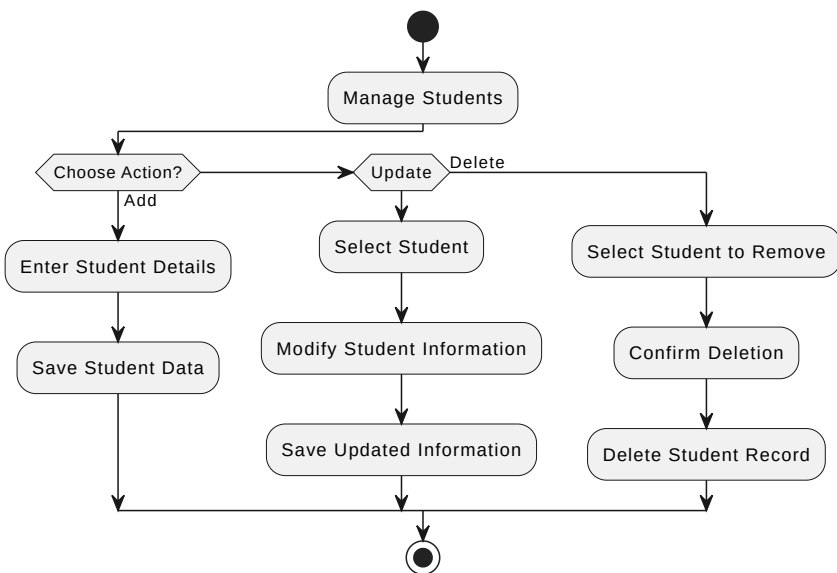 Manage Students
Choose Action?
Update
Delete
Add
Enter Student Details
Select Student
Select Student to Remove
Save Student Data
Modify Student Information
Confirm Deletion
Save Updated Information
Delete Student Record